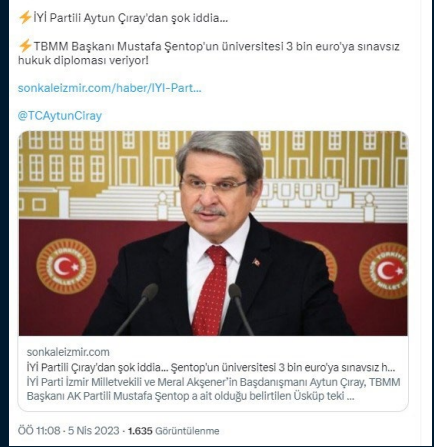 ⚡İYİ Partili Aytun Çıray'dan şok iddia...
⚡TBMM Başkanı Mustafa Şentop'un üniversitesi 3 bin euro'ya sınavsız
hukuk diploması veriyor!
sonkaleizmir.com/haber/IYI-Part...
@TCAytunCiray
sonkaleizmir.com
İYİ Partili Çıray'dan şok iddia... Şentop'un üniversitesi 3 bin euro'ya sınavsız h...
İYİ Parti İzmir Milletvekili ve Meral Akşener'in Başdanışmanı Aytun Çıray, TBMM
Başkanı AK Partili Mustafa Şentop a ait olduğu belirtilen Üsküp teki ...
ÖÖ 11:08 · 5 Nis 2023 · 1.635 Görüntülenme